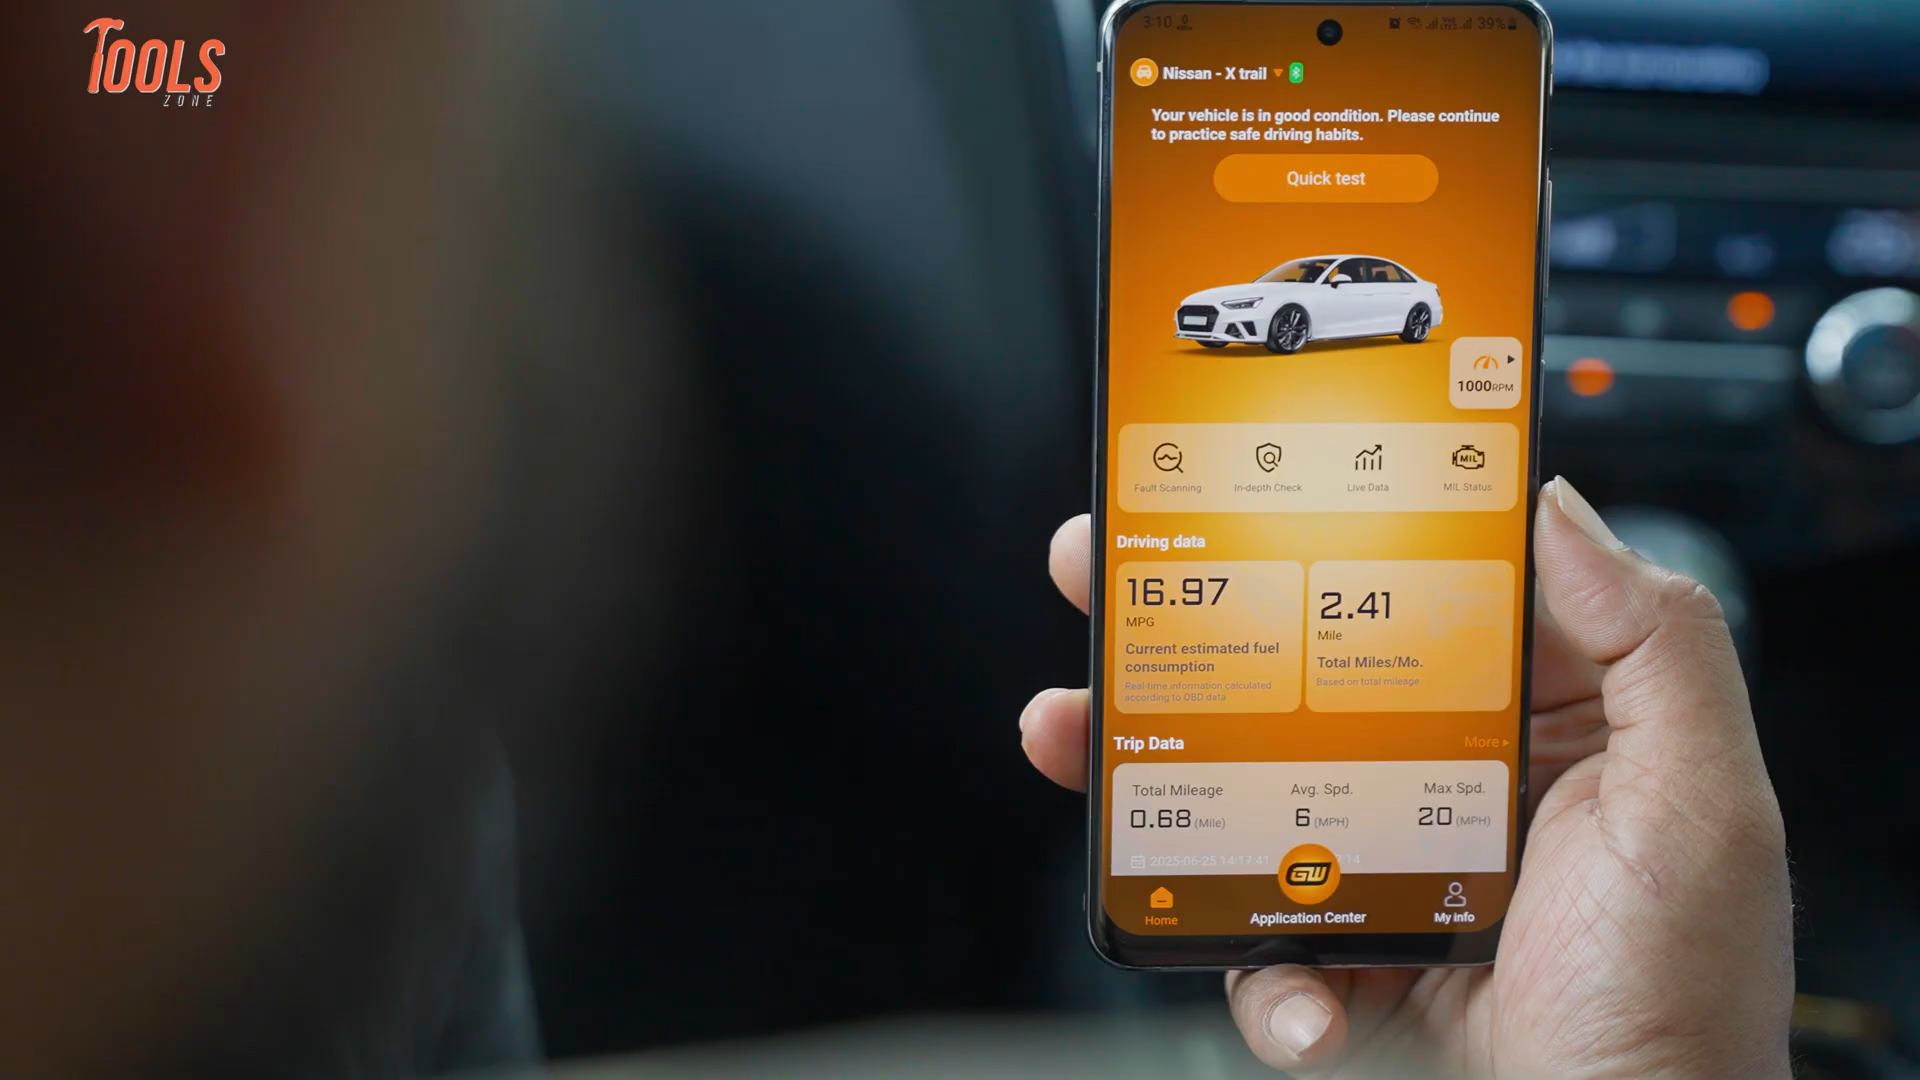 TOOLS
ZONE
3:10
39%
Nissan - X trail
Your vehicle is in good condition. Please continue
to practice safe driving habits.
Quick test
1000RPM
Fault Scanning
In-depth Check
Live Data
MIL
MIL Status
Driving data
16.97
MPG
Current estimated fuel
consumption
Real-time information calculated
according to OBD data
2.41
Mile
Total Miles/Mo.
Based on total mileage
Trip Data
More
Total Mileage
Avg. Spd.
Max Spd.
0.68 (Mile)
6 (MPH)
20 (MPH)
2025-06-25 14:17:41
GW
Home
Application Center
My info